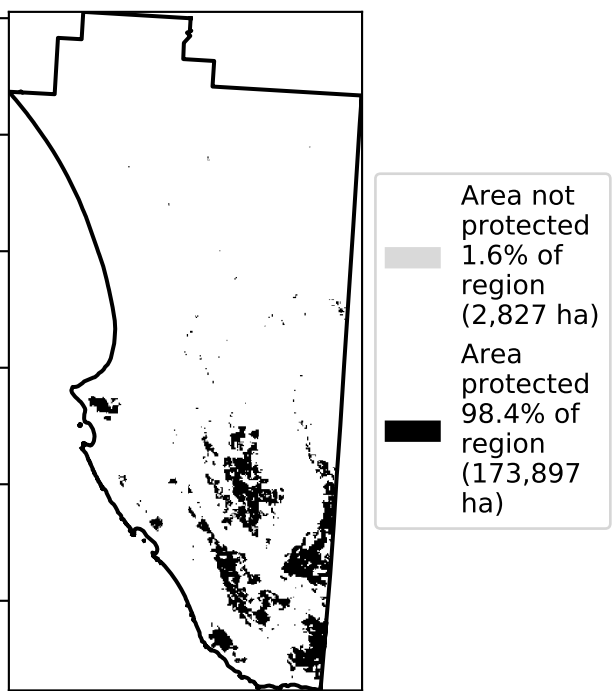 Area not
protected
1.6% of
region
(2,827 ha)
Area
protected
98.4% of
region
(173,897
ha)